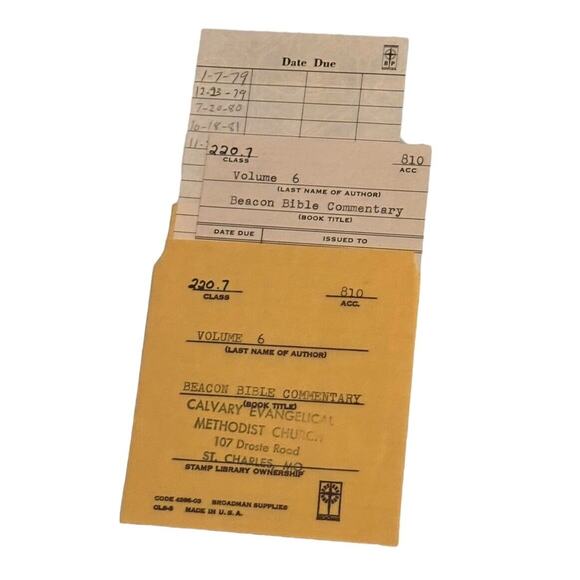 Date Due
B P
1-7-79
12-23-79
7-20-80
10-18-81
220.7 810
CLASS ACC
Volume 6
(LAST NAME OF AUTHOR)
Beacon Bible Commentary
(BOOK TITLE)
DATE DUE ISSUED TO
220.7 810
CLASS ACC.
VOLUME 6
(LAST NAME OF AUTHOR)
BEACON BIBLE COMMENTARY
(BOOK TITLE)
CALVARY EVANGELICAL
METHODIST CHURCH
107 Droste Road
ST. CHARLES, MO
STAMP LIBRARY OWNERSHIP
CODE 4386-03 BROADMAN SUPPLIES
CLS-5 MADE IN U.S.A.